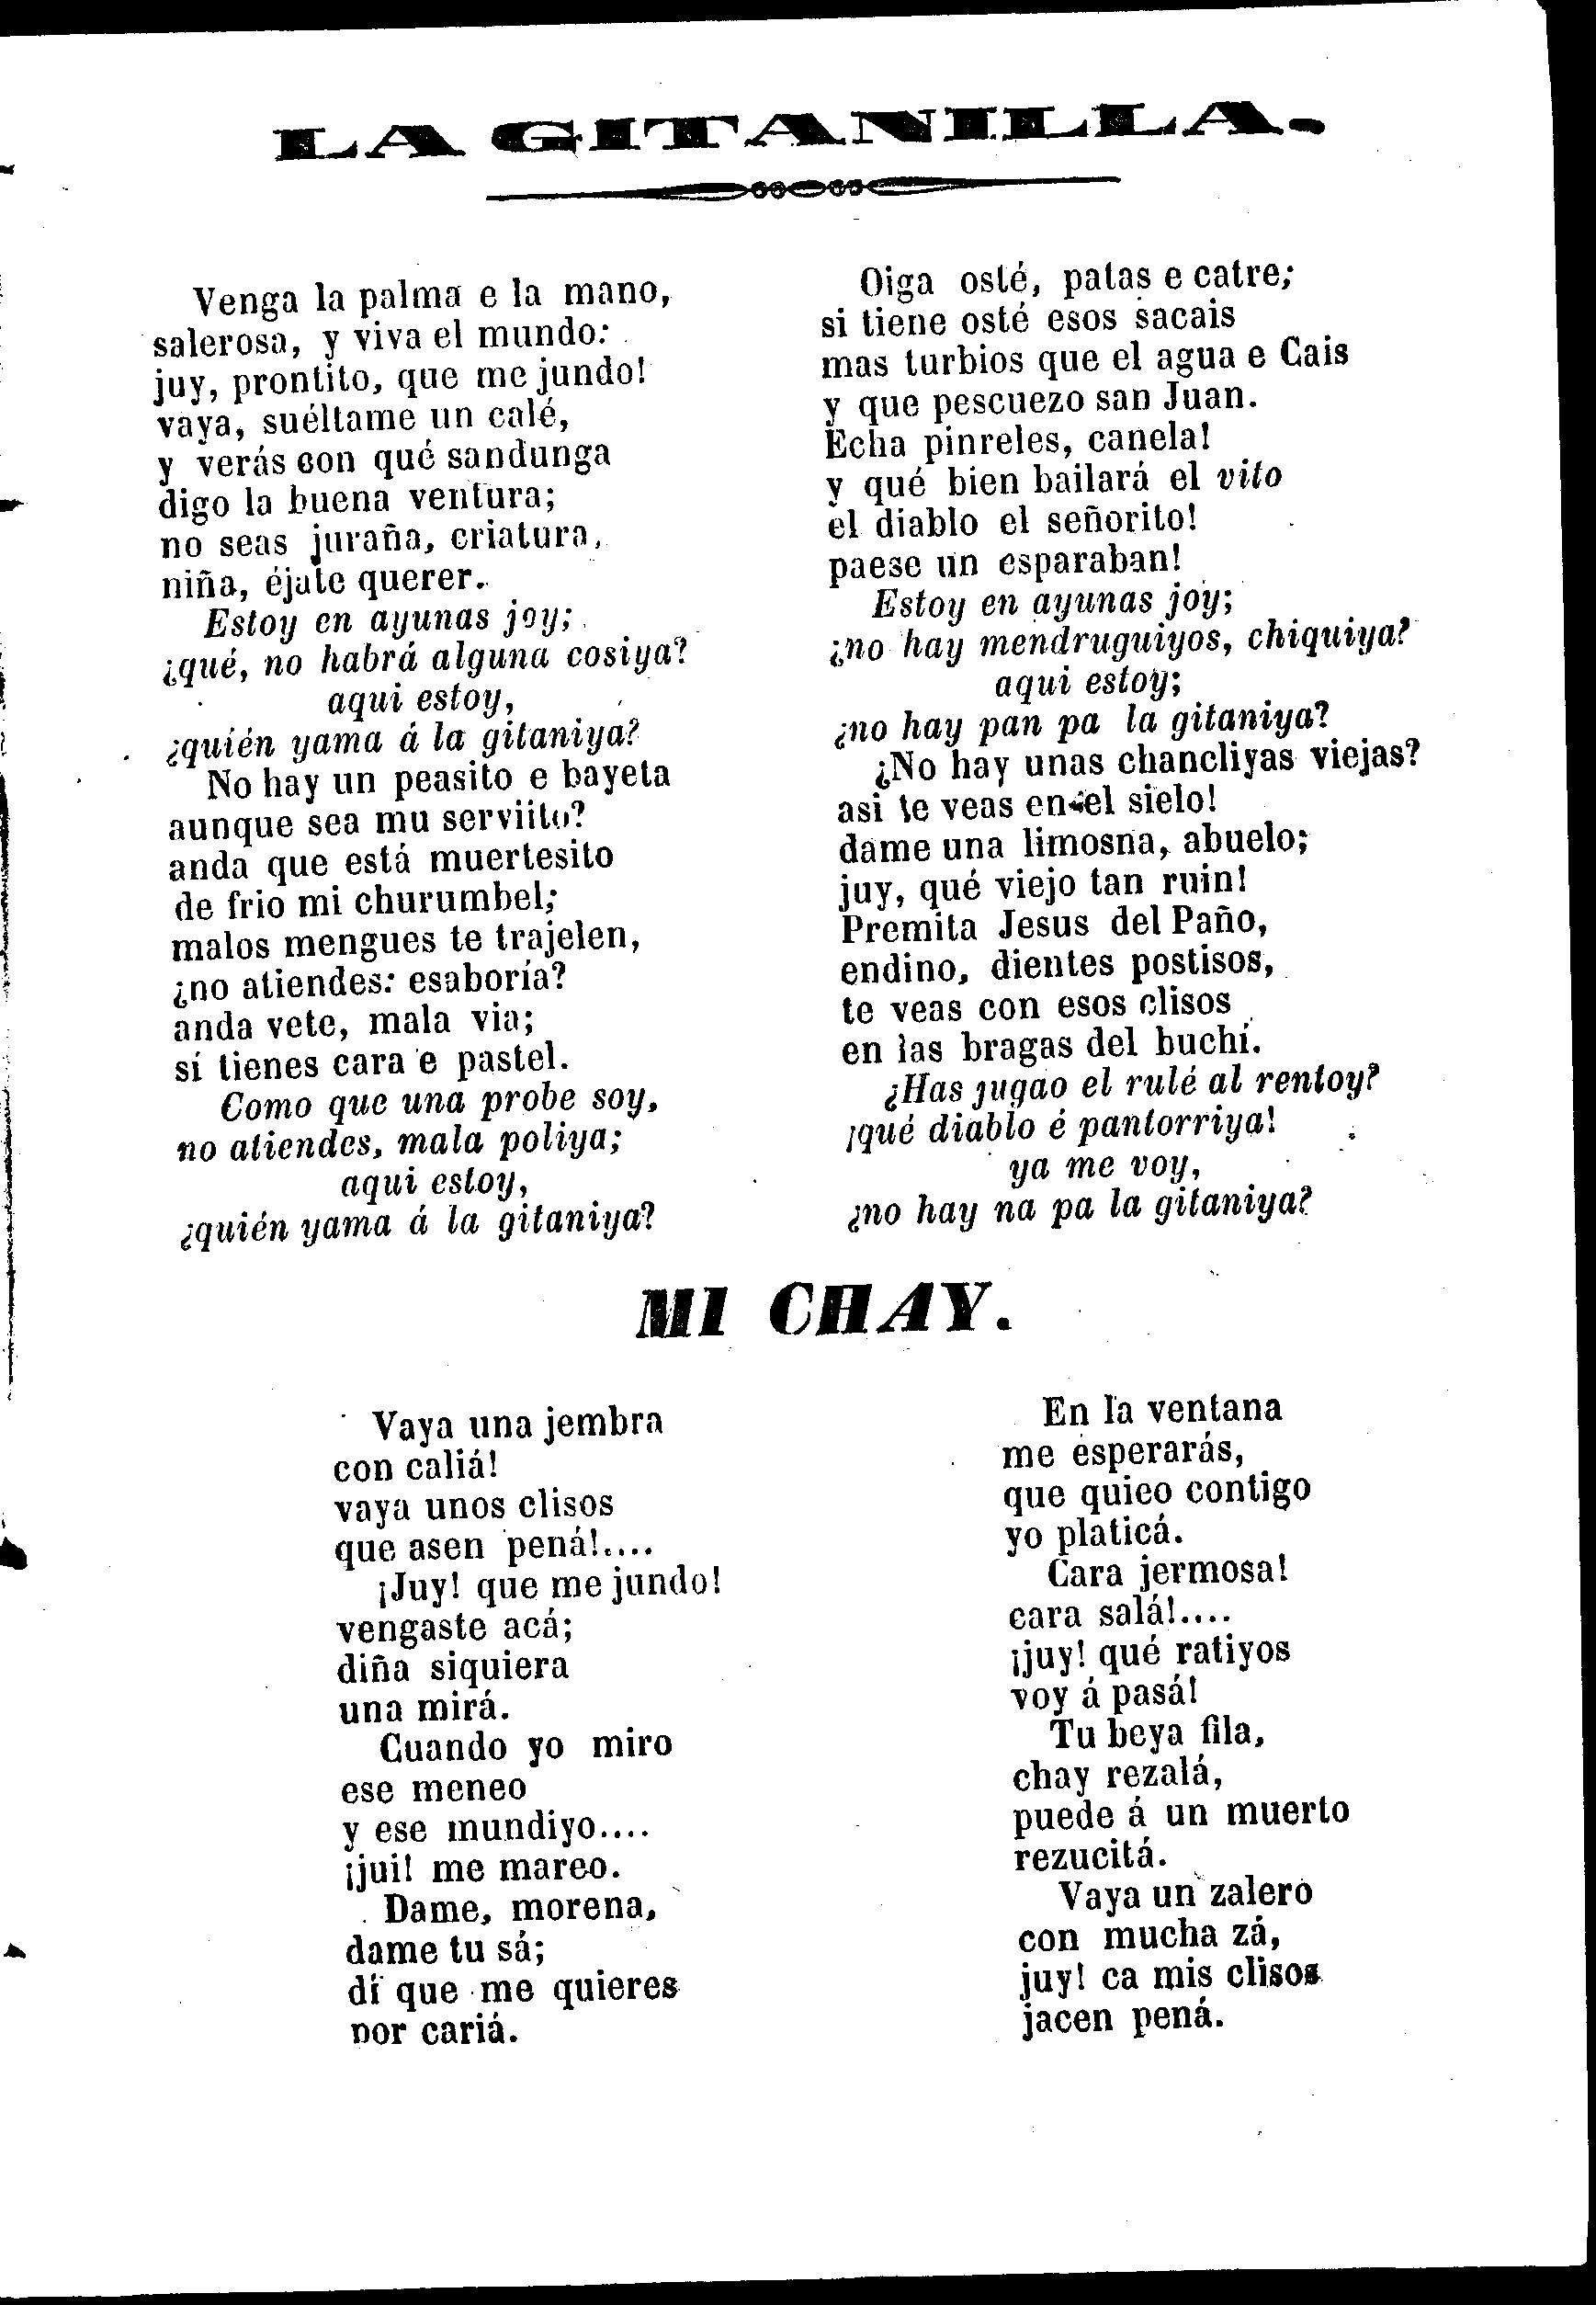 LA GITANILLA.
Venga la palma e la mano,
salerosa, y viva el mundo:
juy, prontito, que me jundo!
vaya, suéltame un calé,
y verás con qué sandunga
digo la buena ventura;
no seas juraña, criatura,
niña, éjate querer.
Estoy en ayunas joy;
¿qué, no habrá alguna cosiya?
aqui estoy,
¿quién yama á la gitaniya?
No hay un peasito e bayeta
aunque sea mu serviito?
anda que está muertesito
de frio mi churumbel;
malos mengues te trajelen,
¿no atiendes: esaboría?
anda vete, mala via;
sí tienes cara e pastel.
Como que una probe soy,
no atiendes, mala poliya;
aqui estoy,
¿quién yama á la gitaniya?
Oiga osté, patas e catre;
si tiene osté esos sacais
mas turbios que el agua e Cais
y que pescuezo san Juan.
Echa pinreles, canela!
y qué bien bailará el vito
el diablo el señorito!
paese un esparaban!
Estoy en ayunas joy;
¿no hay mendruguiyos, chiquiya?
aqui estoy;
¿no hay pan pa la gitaniya?
¿No hay unas chancliyas viejas?
asi te veas en el sielo!
dame una limosna, abuelo;
juy, qué viejo tan ruin!
Premita Jesus del Paño,
endino, dientes postisos,
te veas con esos clisos
en las bragas del buchí.
¿Has jugao el rulé al rentoy?
¡qué diablo é pantorriya!
ya me voy,
¿no hay na pa la gitaniya?
MI CHAY.
Vaya una jembra
con caliá!
vaya unos clisos
que asen pená!....
¡Juy! que me jundo!
vengaste acá;
diña siquiera
una mirá.
Cuando yo miro
ese meneo
y ese mundiyo....
¡jui! me mareo.
Dame, morena,
dame tu sá;
dí que me quieres
por cariá.
En la ventana
me esperarás,
que quieo contigo
yo platicá.
Cara jermosa!
cara salá!....
¡juy! qué ratiyos
voy á pasá!
Tu beya fila,
chay rezalá,
puede á un muerto
rezucitá.
Vaya un zalero
con mucha zá,
juy! ca mis clisos
jacen pená.